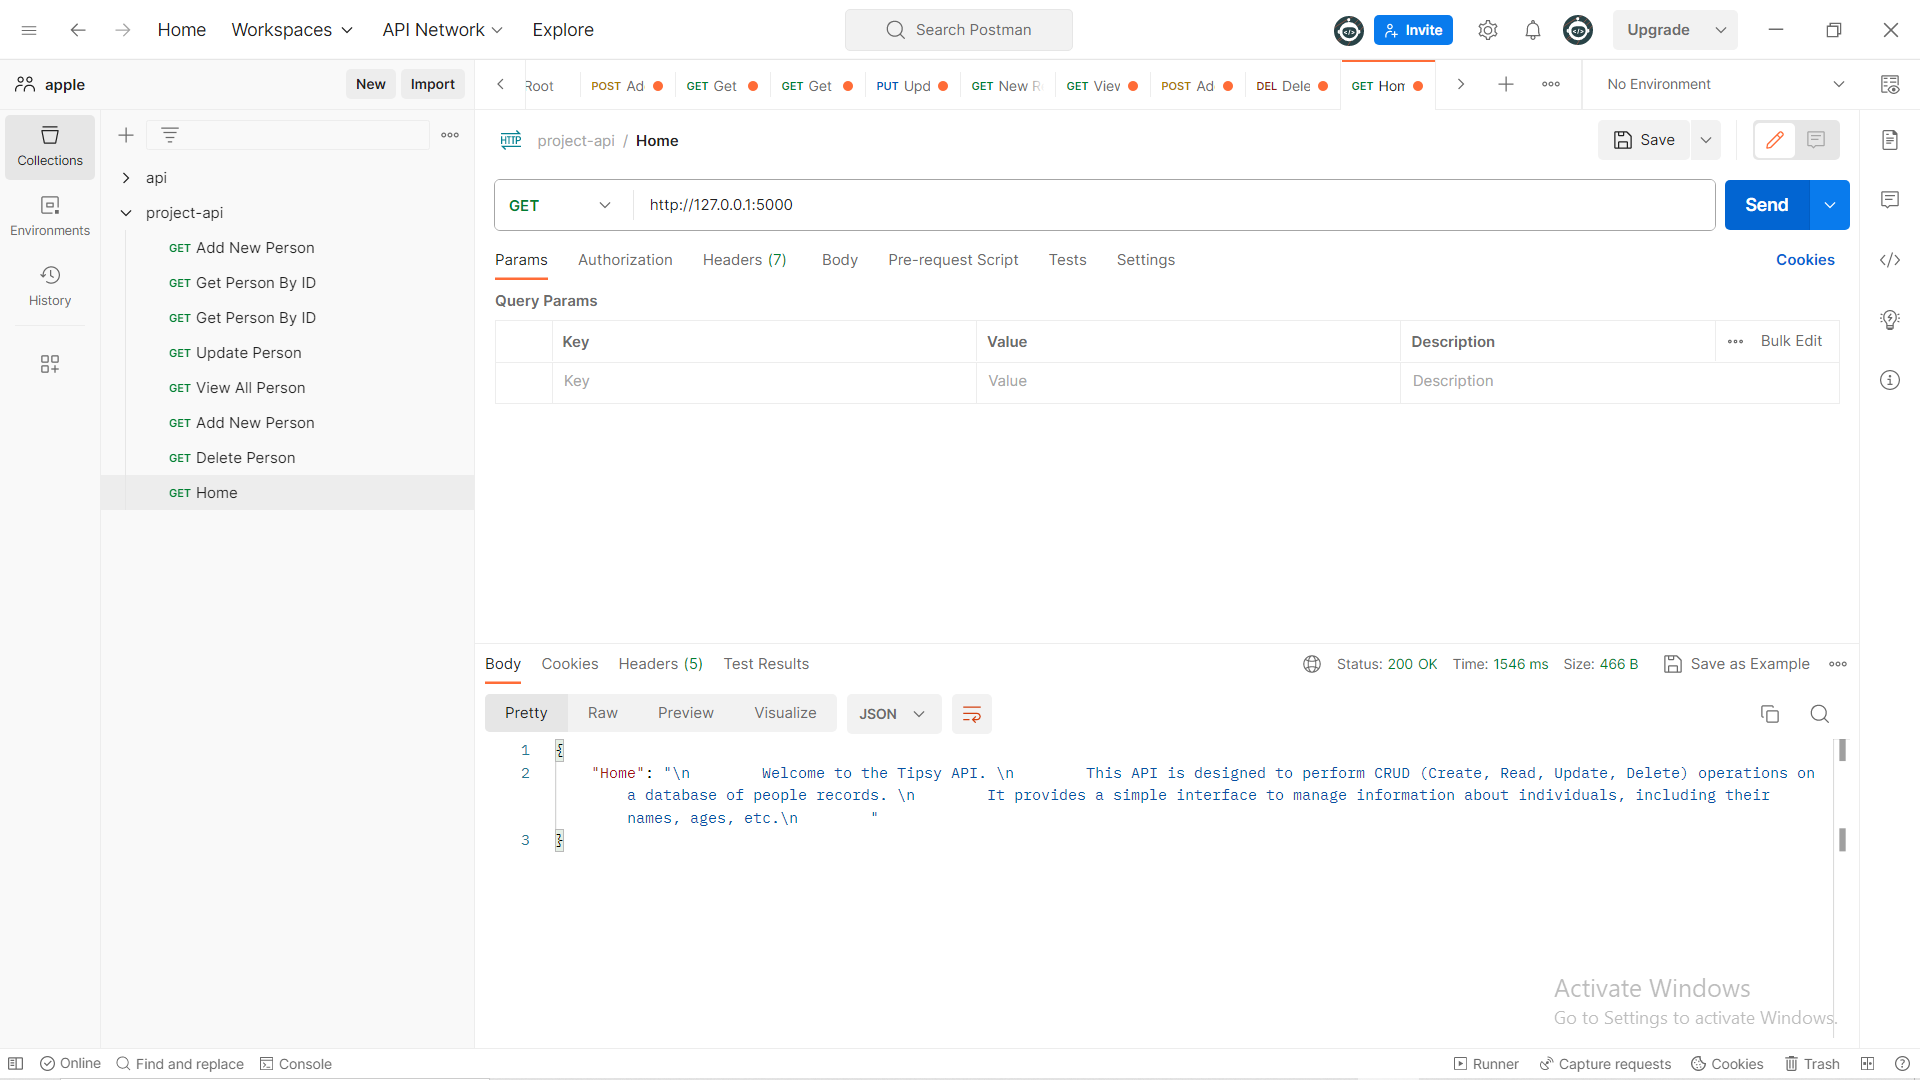 Home
Workspaces
API Network
Explore
Search Postman
Invite
Upgrade
apple
New
Import
Root
POST Ad
GET Get
GET Get
PUT Upd
GET New R
GET Viev
POST Ad
DEL Dele
GET Hom
No Environment
Collections
Environments
History
api
project-api
GET Add New Person
GET Get Person By ID
GET Get Person By ID
GET Update Person
GET View All Person
GET Add New Person
GET Delete Person
GET Home
HTTP project-api / Home
Save
GET http://127.0.0.1:5000
Send
Params Authorization Headers (7) Body Pre-request Script Tests Settings Cookies
Query Params
Key Value Description Bulk Edit
Key Value Description
Body Cookies Headers (5) Test Results Status: 200 OK Time: 1546 ms Size: 466 B Save as Example
Pretty Raw Preview Visualize JSON
1 {
2 "Home": "\n        Welcome to the Tipsy API. \n        This API is designed to perform CRUD (Create, Read, Update, Delete) operations on
a database of people records. \n        It provides a simple interface to manage information about individuals, including their
names, ages, etc.\n        "
3 }
Activate Windows
Go to Settings to activate Windows.
Online Find and replace Console Runner Capture requests Cookies Trash